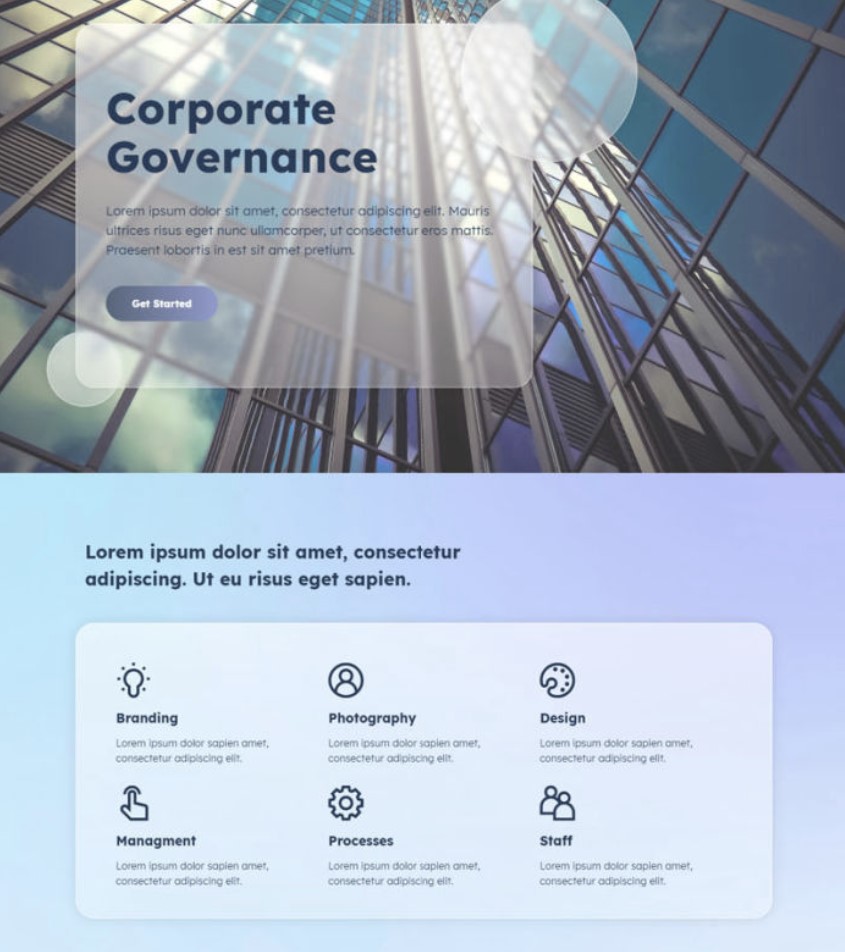 Corporate
Governance
Lorem ipsum dolor sit amet, consectetur adipiscing elit. Mauris
ultrices risus eget nunc ullamcorper, ut consectetur eros mattis.
Praesent lobortis in est sit amet pretium.
Get Started
Lorem ipsum dolor sit amet, consectetur
adipiscing. Ut eu risus eget sapien.
Branding
Lorem ipsum dolor sapien amet,
consectetur adipiscing elit.
Photography
Lorem ipsum dolor sapien amet,
consectetur adipiscing elit.
Design
Lorem ipsum dolor sapien amet,
consectetur adipiscing elit.
Managment
Lorem ipsum dolor sapien amet,
consectetur adipiscing elit.
Processes
Lorem ipsum dolor sapien amet,
consectetur adipiscing elit.
Staff
Lorem ipsum dolor sapien amet,
consectetur adipiscing elit.